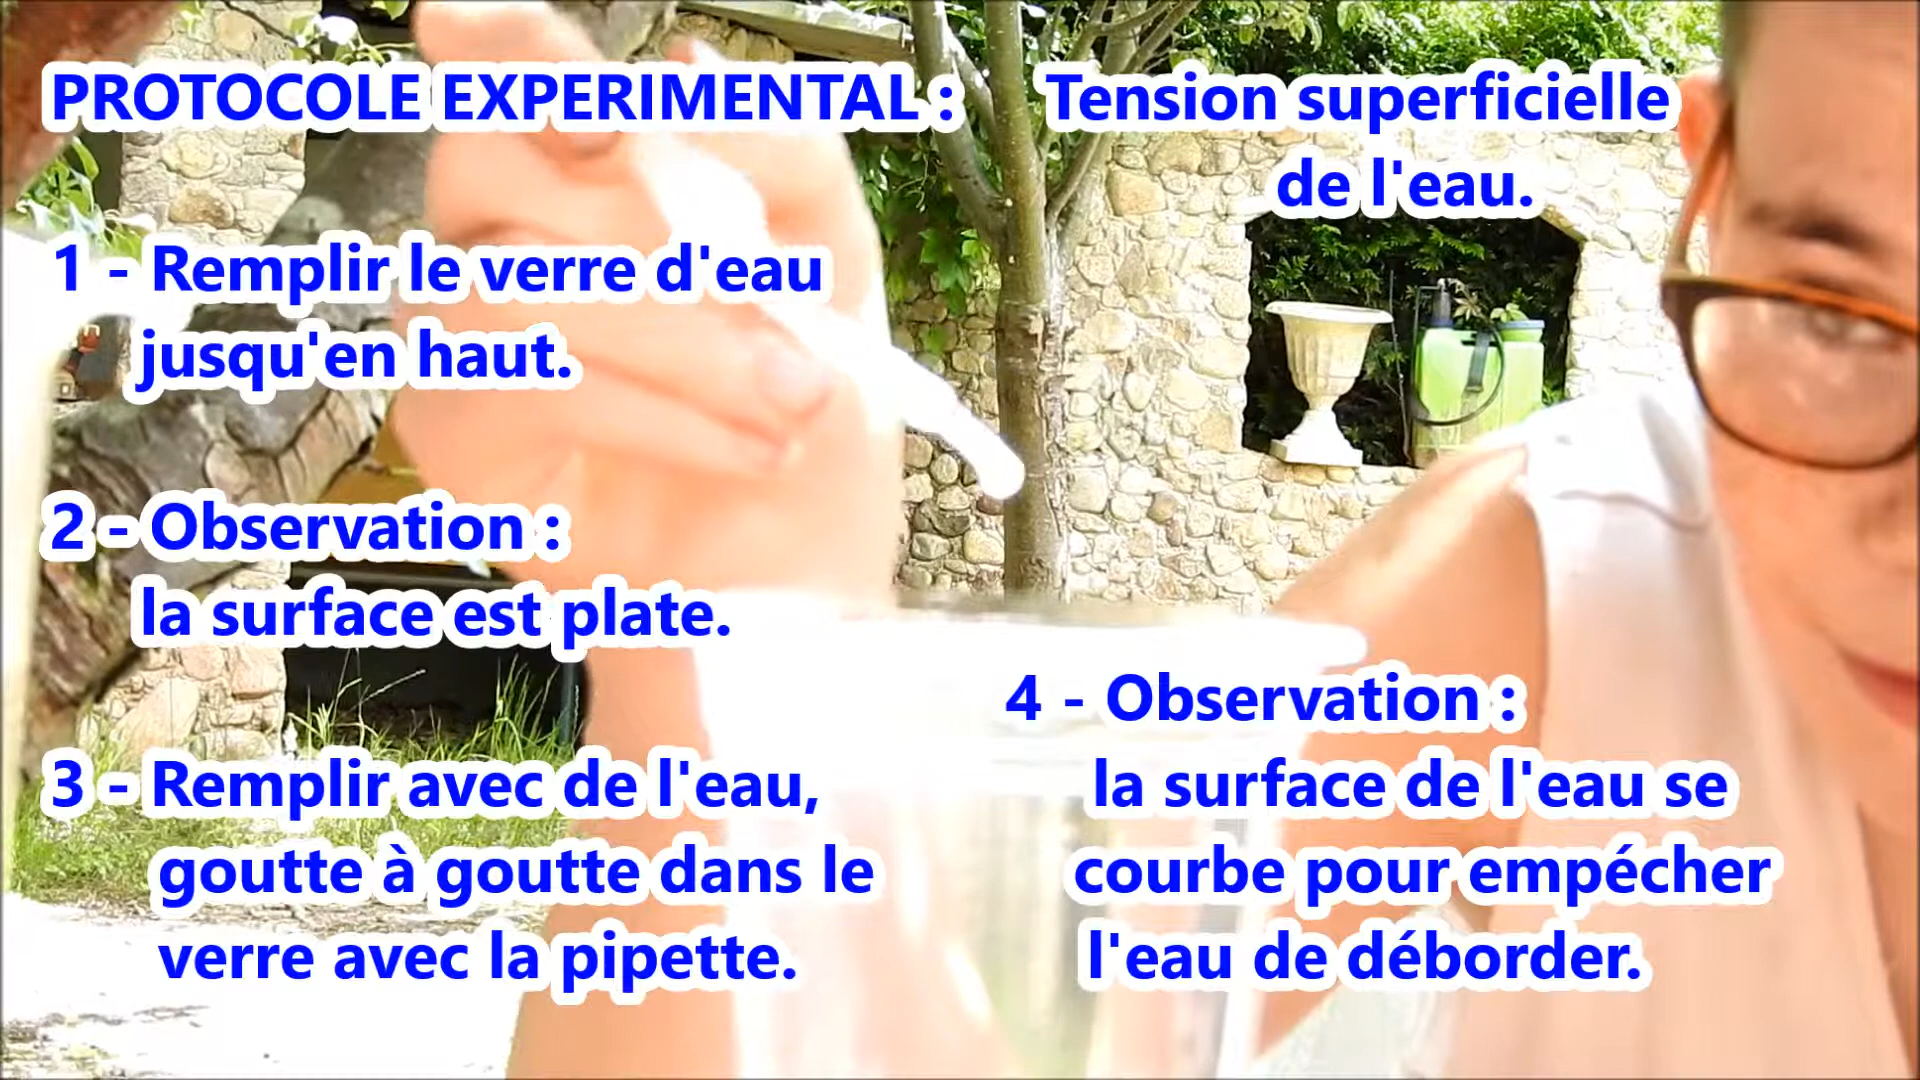 PROTOCOLE EXPERIMENTAL : Tension superficielle
de l'eau.
1 - Remplir le verre d'eau
jusqu'en haut.
2 - Observation :
la surface est plate.
3 - Remplir avec de l'eau,
goutte à goutte dans le
verre avec la pipette.
4 - Observation :
la surface de l'eau se
courbe pour empécher
l'eau de déborder.